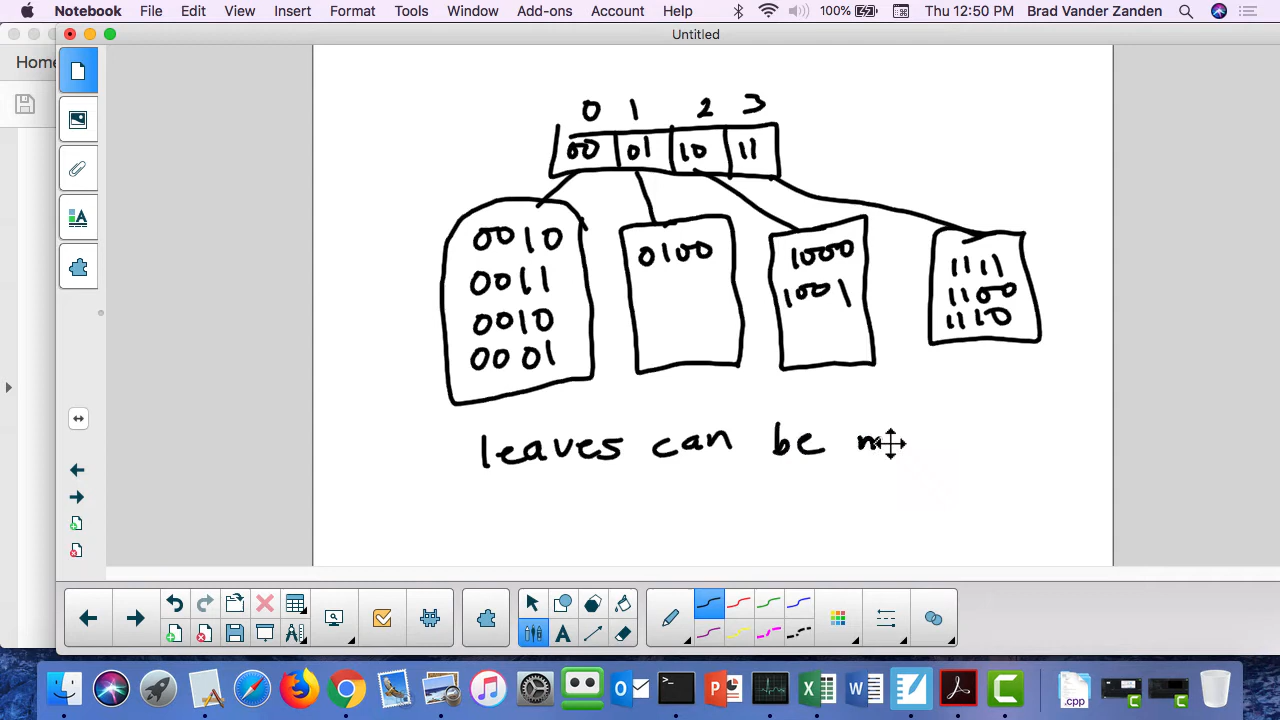 Notebook File Edit View Insert Format Tools Window Add-ons Account Help 100% Thu 12:50 PM Brad Vander Zanden
Untitled
Home
0 1 2 3
00 01 10 11
0010
0011
0010
0001
0100
1000
1001
1111
1100
1110
leaves can be
.cpp